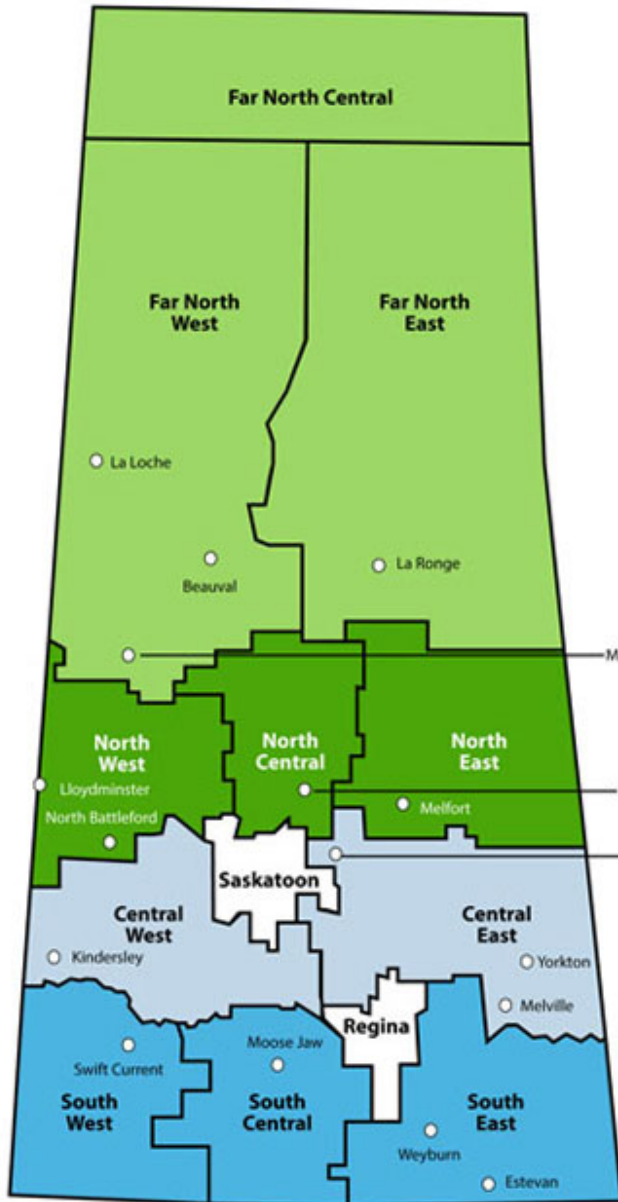 Far North Central
Far North
West
Far North
East
La Loche
Beauval
La Ronge
M
North
West
North
Central
North
East
Lloydminster
North Battleford
Melfort
Saskatoon
Central
West
Central
East
Kindersley
Yorkton
Melville
Regina
Moose Jaw
Swift Current
South
West
South
Central
South
East
Weyburn
Estevan